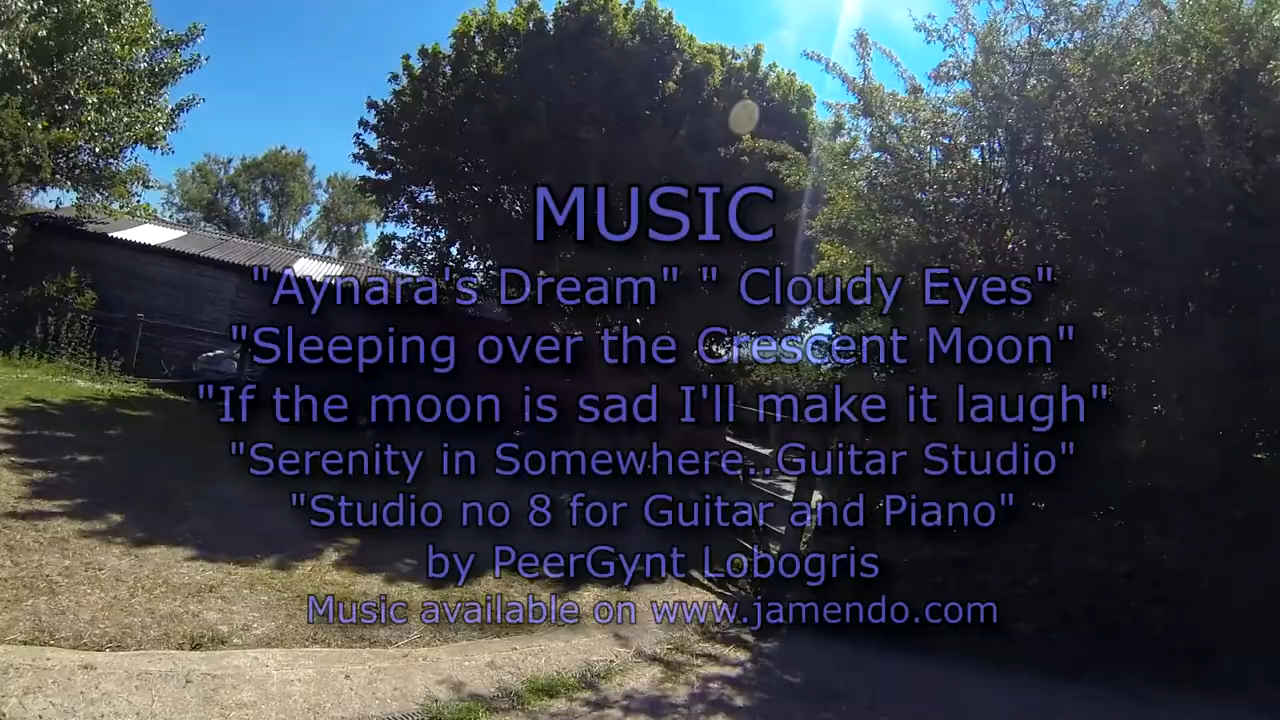 MUSIC
"Aynara's Dream" " Cloudy Eyes"
"Sleeping over the Crescent Moon"
"If the moon is sad I'll make it laugh"
"Serenity in Somewhere..Guitar Studio"
"Studio no 8 for Guitar and Piano"
by PeerGynt Lobogris
Music available on www.jamendo.com